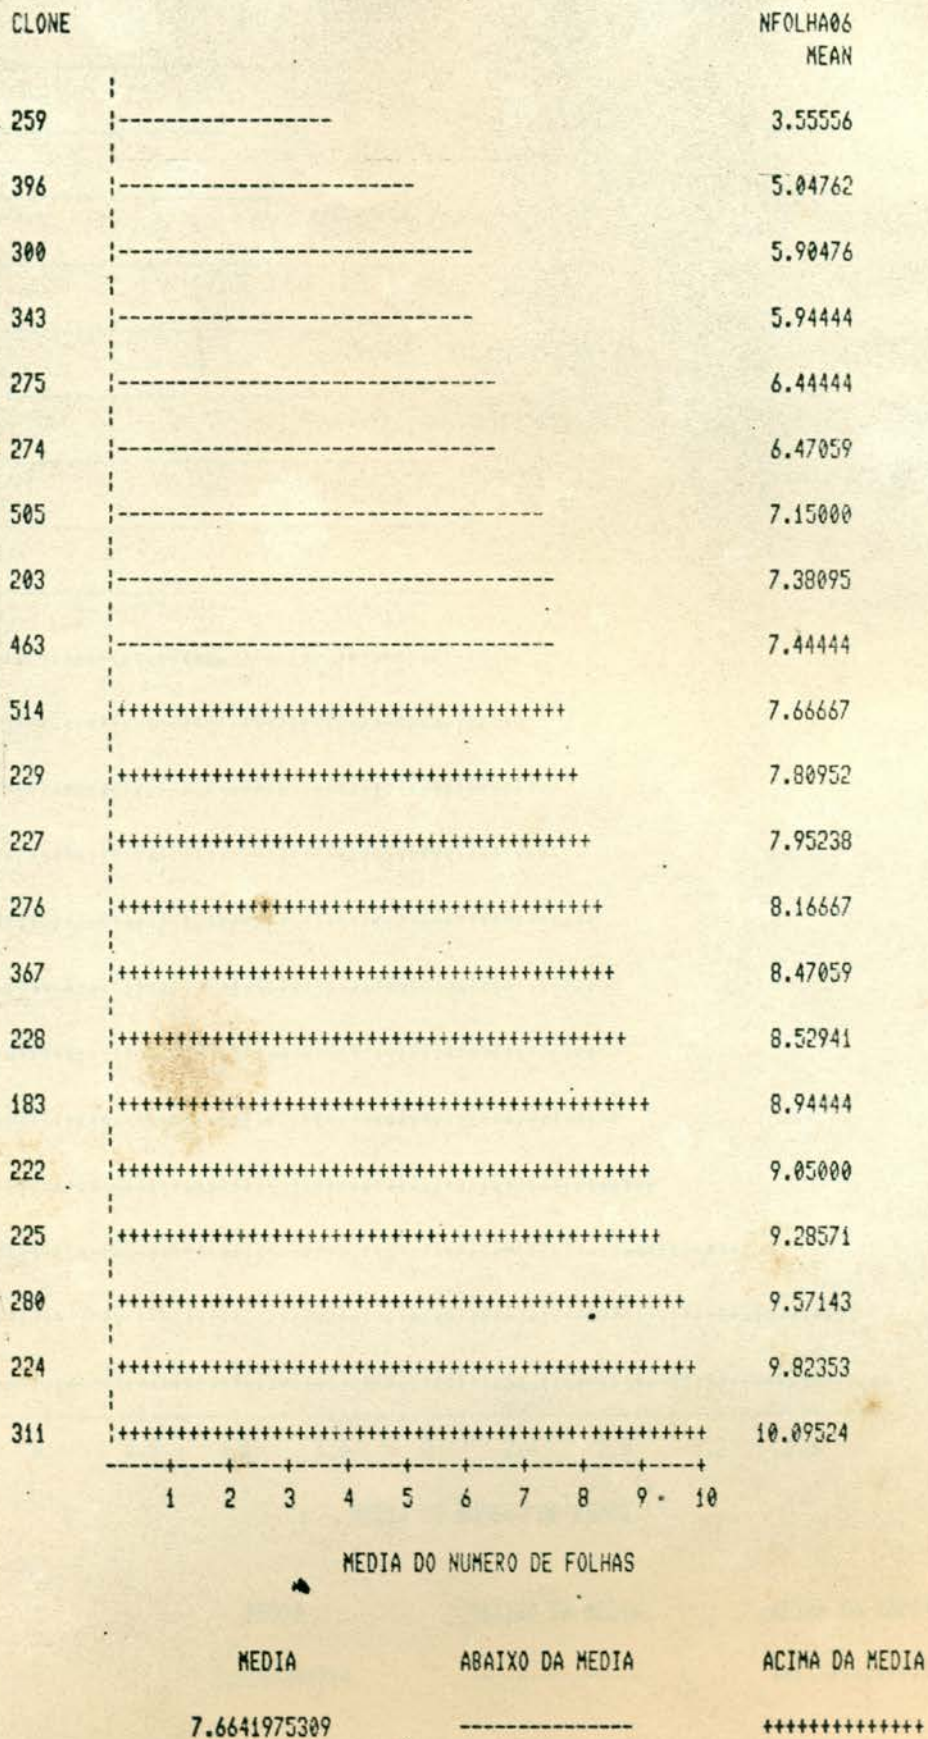 CLONE NFOLHA06
MEAN
259 ------------------ 3.55556
396 ------------------------- 5.04762
300 ------------------------------ 5.90476
343 ------------------------------ 5.94444
275 -------------------------------- 6.44444
274 -------------------------------- 6.47059
505 ------------------------------------ 7.15000
203 ------------------------------------- 7.38095
463 ------------------------------------- 7.44444
514 ++++++++++++++++++++++++++++++++++++++ 7.66667
229 +++++++++++++++++++++++++++++++++++++++ 7.80952
227 ++++++++++++++++++++++++++++++++++++++++ 7.95238
276 +++++++++++++++++++++++++++++++++++++++++ 8.16667
367 ++++++++++++++++++++++++++++++++++++++++++ 8.47059
228 +++++++++++++++++++++++++++++++++++++++++++ 8.52941
183 +++++++++++++++++++++++++++++++++++++++++++++ 8.94444
222 +++++++++++++++++++++++++++++++++++++++++++++ 9.05000
225 ++++++++++++++++++++++++++++++++++++++++++++++ 9.28571
280 ++++++++++++++++++++++++++++++++++++++++++++++++ 9.57143
224 +++++++++++++++++++++++++++++++++++++++++++++++++ 9.82353
311 ++++++++++++++++++++++++++++++++++++++++++++++++++ 10.09524
-----+----+----+----+----+----+----+----+----+----+
1 2 3 4 5 6 7 8 9 10
MEDIA DO NUMERO DE FOLHAS
MEDIA ABAIXO DA MEDIA ACIMA DA MEDIA
7.6641975309 --------------- ++++++++++++++